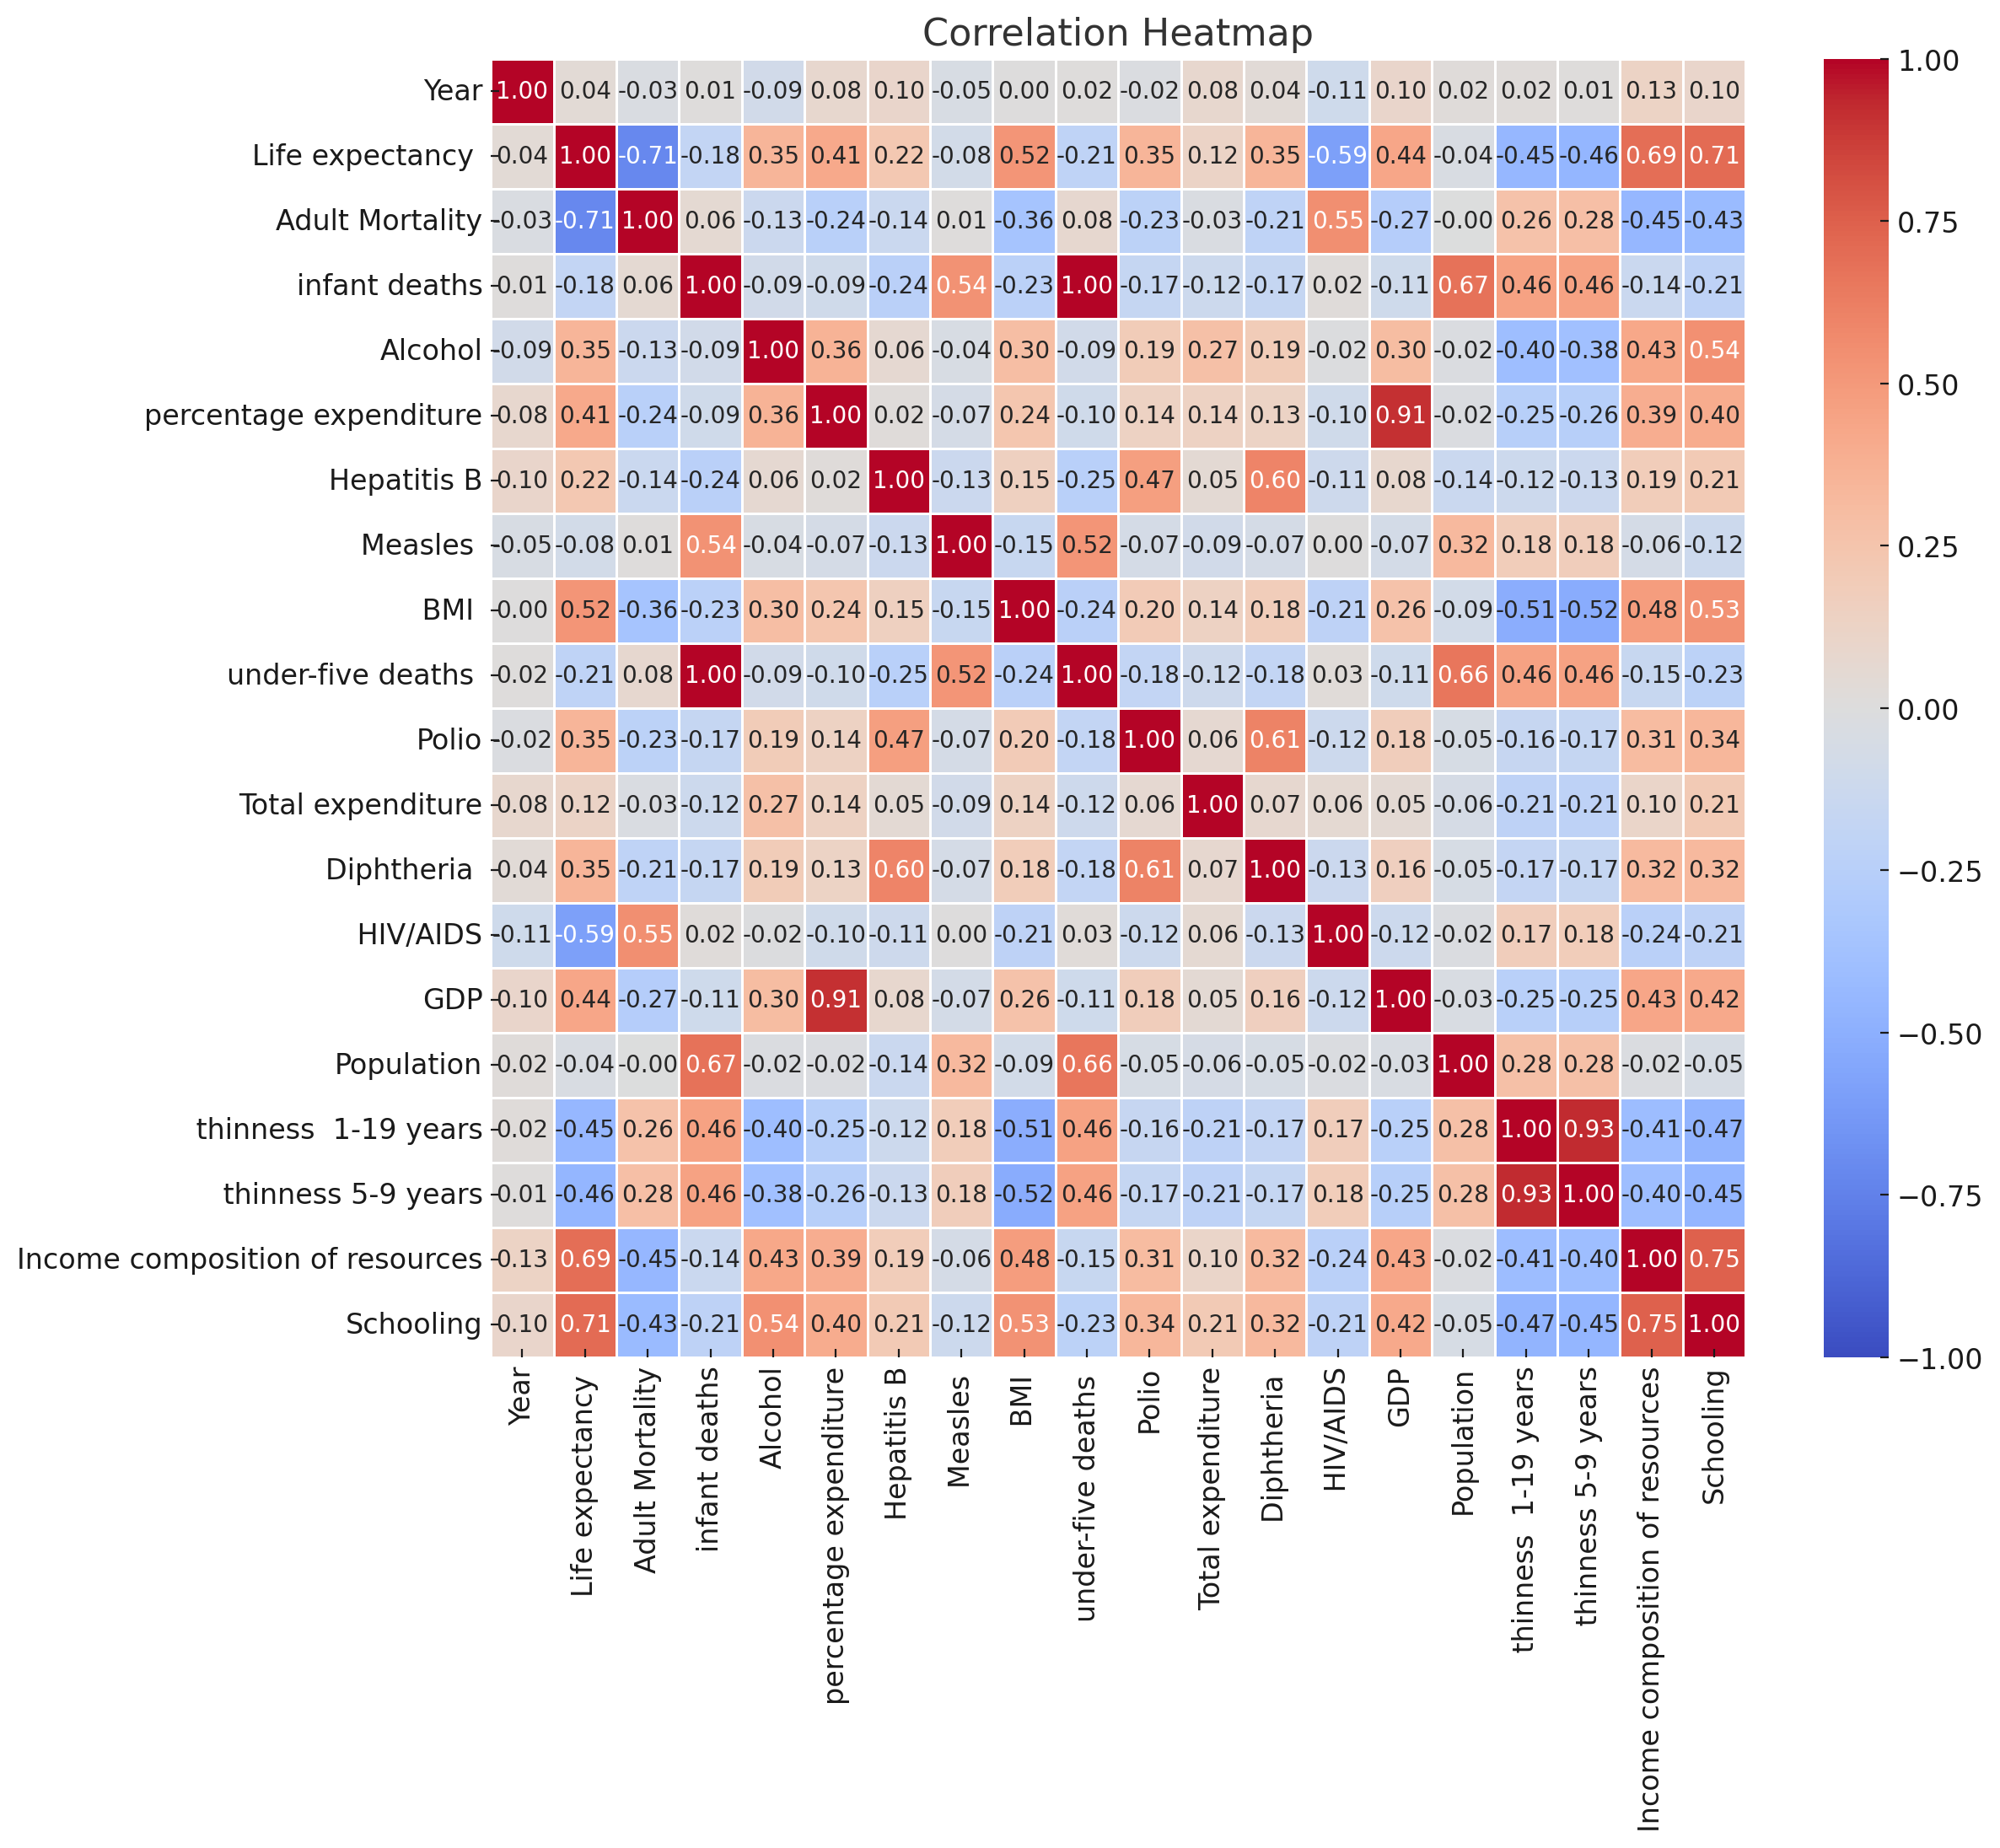 Correlation Heatmap
Year 1.00 0.04 -0.03 0.01 -0.09 0.08 0.10 -0.05 0.00 0.02 -0.02 0.08 0.04 -0.11 0.10 0.02 0.02 0.01 0.13 0.10
Life expectancy 0.04 1.00 -0.71 -0.18 0.35 0.41 0.22 -0.08 0.52 -0.21 0.35 0.12 0.35 -0.59 0.44 -0.04 -0.45 -0.46 0.69 0.71
Adult Mortality -0.03 -0.71 1.00 0.06 -0.13 -0.24 -0.14 0.01 -0.36 0.08 -0.23 -0.03 -0.21 0.55 -0.27 -0.00 0.26 0.28 -0.45 -0.43
infant deaths 0.01 -0.18 0.06 1.00 -0.09 -0.09 -0.24 0.54 -0.23 1.00 -0.17 -0.12 -0.17 0.02 -0.11 0.67 0.46 0.46 -0.14 -0.21
Alcohol -0.09 0.35 -0.13 -0.09 1.00 0.36 0.06 -0.04 0.30 -0.09 0.19 0.27 0.19 -0.02 0.30 -0.02 -0.40 -0.38 0.43 0.54
percentage expenditure 0.08 0.41 -0.24 -0.09 0.36 1.00 0.02 -0.07 0.24 -0.10 0.14 0.14 0.13 -0.10 0.91 -0.02 -0.25 -0.26 0.39 0.40
Hepatitis B 0.10 0.22 -0.14 -0.24 0.06 0.02 1.00 -0.13 0.15 -0.25 0.47 0.05 0.60 -0.11 0.08 -0.14 -0.12 -0.13 0.19 0.21
Measles -0.05 -0.08 0.01 0.54 -0.04 -0.07 -0.13 1.00 -0.15 0.52 -0.07 -0.09 -0.07 0.00 -0.07 0.32 0.18 0.18 -0.06 -0.12
BMI 0.00 0.52 -0.36 -0.23 0.30 0.24 0.15 -0.15 1.00 -0.24 0.20 0.14 0.18 -0.21 0.26 -0.09 -0.51 -0.52 0.48 0.53
under-five deaths 0.02 -0.21 0.08 1.00 -0.09 -0.10 -0.25 0.52 -0.24 1.00 -0.18 -0.12 -0.18 0.03 -0.11 0.66 0.46 0.46 -0.15 -0.23
Polio -0.02 0.35 -0.23 -0.17 0.19 0.14 0.47 -0.07 0.20 -0.18 1.00 0.06 0.61 -0.12 0.18 -0.05 -0.16 -0.17 0.31 0.34
Total expenditure 0.08 0.12 -0.03 -0.12 0.27 0.14 0.05 -0.09 0.14 -0.12 0.06 1.00 0.07 0.06 0.05 -0.06 -0.21 -0.21 0.10 0.21
Diphtheria 0.04 0.35 -0.21 -0.17 0.19 0.13 0.60 -0.07 0.18 -0.18 0.61 0.07 1.00 -0.13 0.16 -0.05 -0.17 -0.17 0.32 0.32
HIV/AIDS -0.11 -0.59 0.55 0.02 -0.02 -0.10 -0.11 0.00 -0.21 0.03 -0.12 0.06 -0.13 1.00 -0.12 -0.02 0.17 0.18 -0.24 -0.21
GDP 0.10 0.44 -0.27 -0.11 0.30 0.91 0.08 -0.07 0.26 -0.11 0.18 0.05 0.16 -0.12 1.00 -0.03 -0.25 -0.25 0.43 0.42
Population 0.02 -0.04 -0.00 0.67 -0.02 -0.02 -0.14 0.32 -0.09 0.66 -0.05 -0.06 -0.05 -0.02 -0.03 1.00 0.28 0.28 -0.02 -0.05
thinness  1-19 years 0.02 -0.45 0.26 0.46 -0.40 -0.25 -0.12 0.18 -0.51 0.46 -0.16 -0.21 -0.17 0.17 -0.25 0.28 1.00 0.93 -0.41 -0.47
thinness 5-9 years 0.01 -0.46 0.28 0.46 -0.38 -0.26 -0.13 0.18 -0.52 0.46 -0.17 -0.21 -0.17 0.18 -0.25 0.28 0.93 1.00 -0.40 -0.45
Income composition of resources 0.13 0.69 -0.45 -0.14 0.43 0.39 0.19 -0.06 0.48 -0.15 0.31 0.10 0.32 -0.24 0.43 -0.02 -0.41 -0.40 1.00 0.75
Schooling 0.10 0.71 -0.43 -0.21 0.54 0.40 0.21 -0.12 0.53 -0.23 0.34 0.21 0.32 -0.21 0.42 -0.05 -0.47 -0.45 0.75 1.00
Year
Life expectancy
Adult Mortality
infant deaths
Alcohol
percentage expenditure
Hepatitis B
Measles
BMI
under-five deaths
Polio
Total expenditure
Diphtheria
HIV/AIDS
GDP
Population
thinness  1-19 years
thinness 5-9 years
Income composition of resources
Schooling
1.00
0.75
0.50
0.25
0.00
−0.25
−0.50
−0.75
−1.00